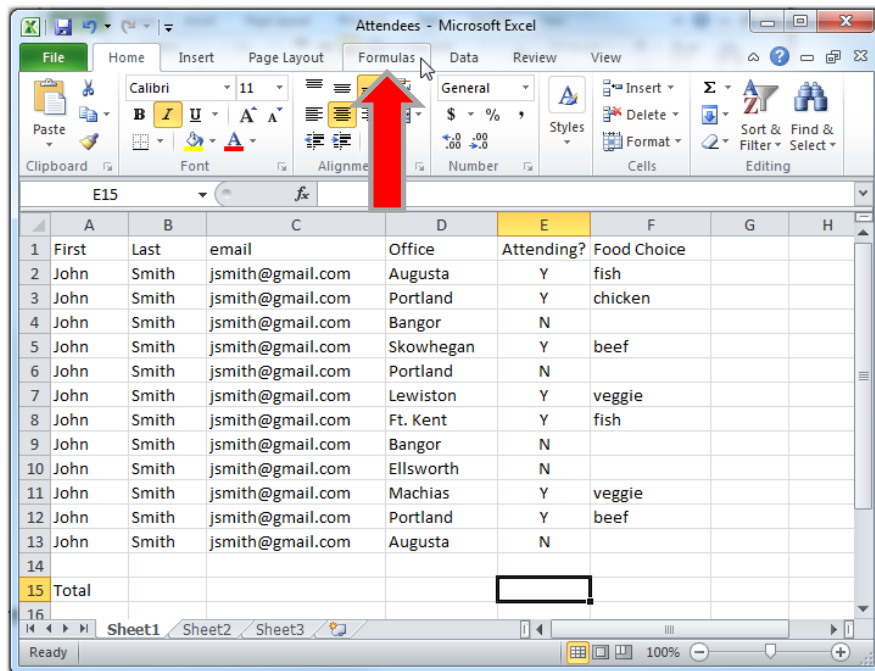 Attendees - Microsoft Excel
File Home Insert Page Layout Formulas Data Review View
Calibri 11 General Insert Σ
B I U A A $ % , Delete
Paste Styles Sort & Find &
A .0 .00 .00 .0 Format Filter Select
Clipboard Font Alignme Number Cells Editing
E15 fx
A B C D E F G H
1 First Last email Office Attending? Food Choice
2 John Smith jsmith@gmail.com Augusta Y fish
3 John Smith jsmith@gmail.com Portland Y chicken
4 John Smith jsmith@gmail.com Bangor N
5 John Smith jsmith@gmail.com Skowhegan Y beef
6 John Smith jsmith@gmail.com Portland N
7 John Smith jsmith@gmail.com Lewiston Y veggie
8 John Smith jsmith@gmail.com Ft. Kent Y fish
9 John Smith jsmith@gmail.com Bangor N
10 John Smith jsmith@gmail.com Ellsworth N
11 John Smith jsmith@gmail.com Machias Y veggie
12 John Smith jsmith@gmail.com Portland Y beef
13 John Smith jsmith@gmail.com Augusta N
14
15 Total
16
Sheet1 Sheet2 Sheet3
Ready 100%